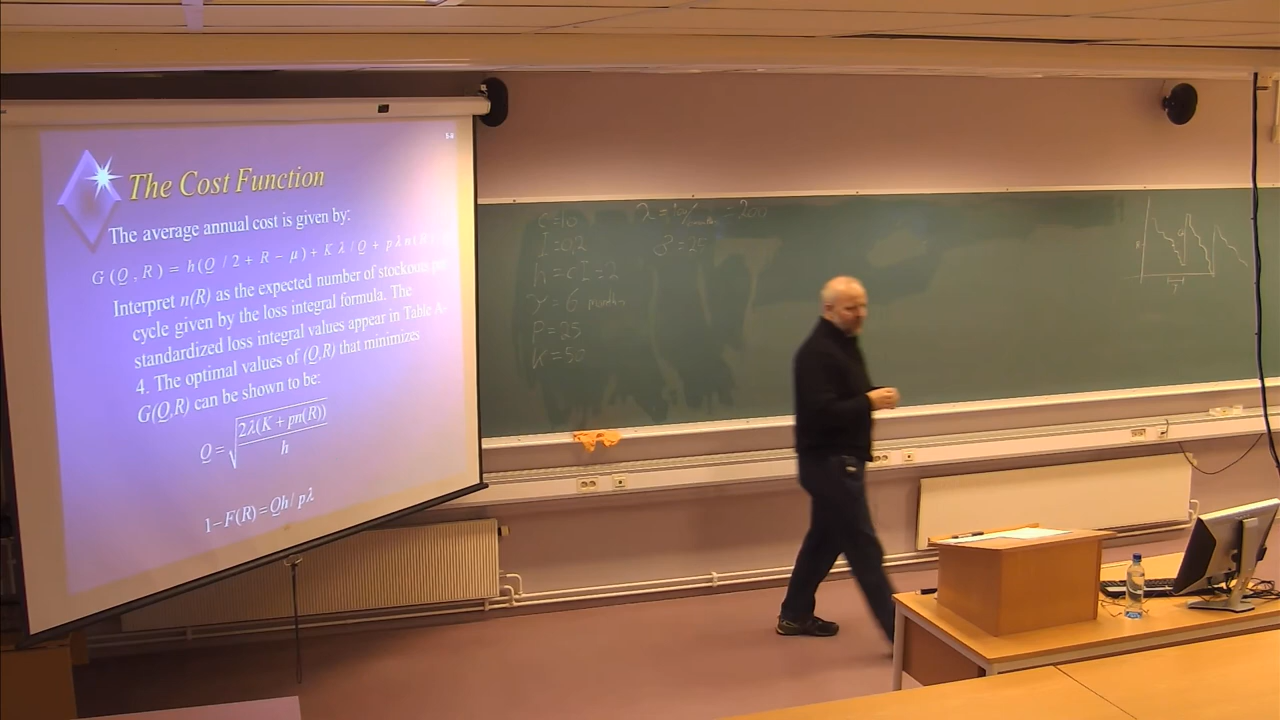 The Cost Function
The average annual cost is given by:
G(Q,R) = h(Q/2 + R − μ) + K λ/Q + pλn(
Interpret n(R) as the expected number of stockouts
cycle given by the loss integral formula. The
standardized loss integral values appear in Table A-
4. The optimal values of (Q,R) that minimizes
G(Q,R) can be shown to be:
Q = √(2λ(K + pn(R))/h)
1 − F(R) = Qh / pλ
c=10
I=0,2
h = cI = 2
= 6 months
P=25
K=50
λ = = 200
= 25